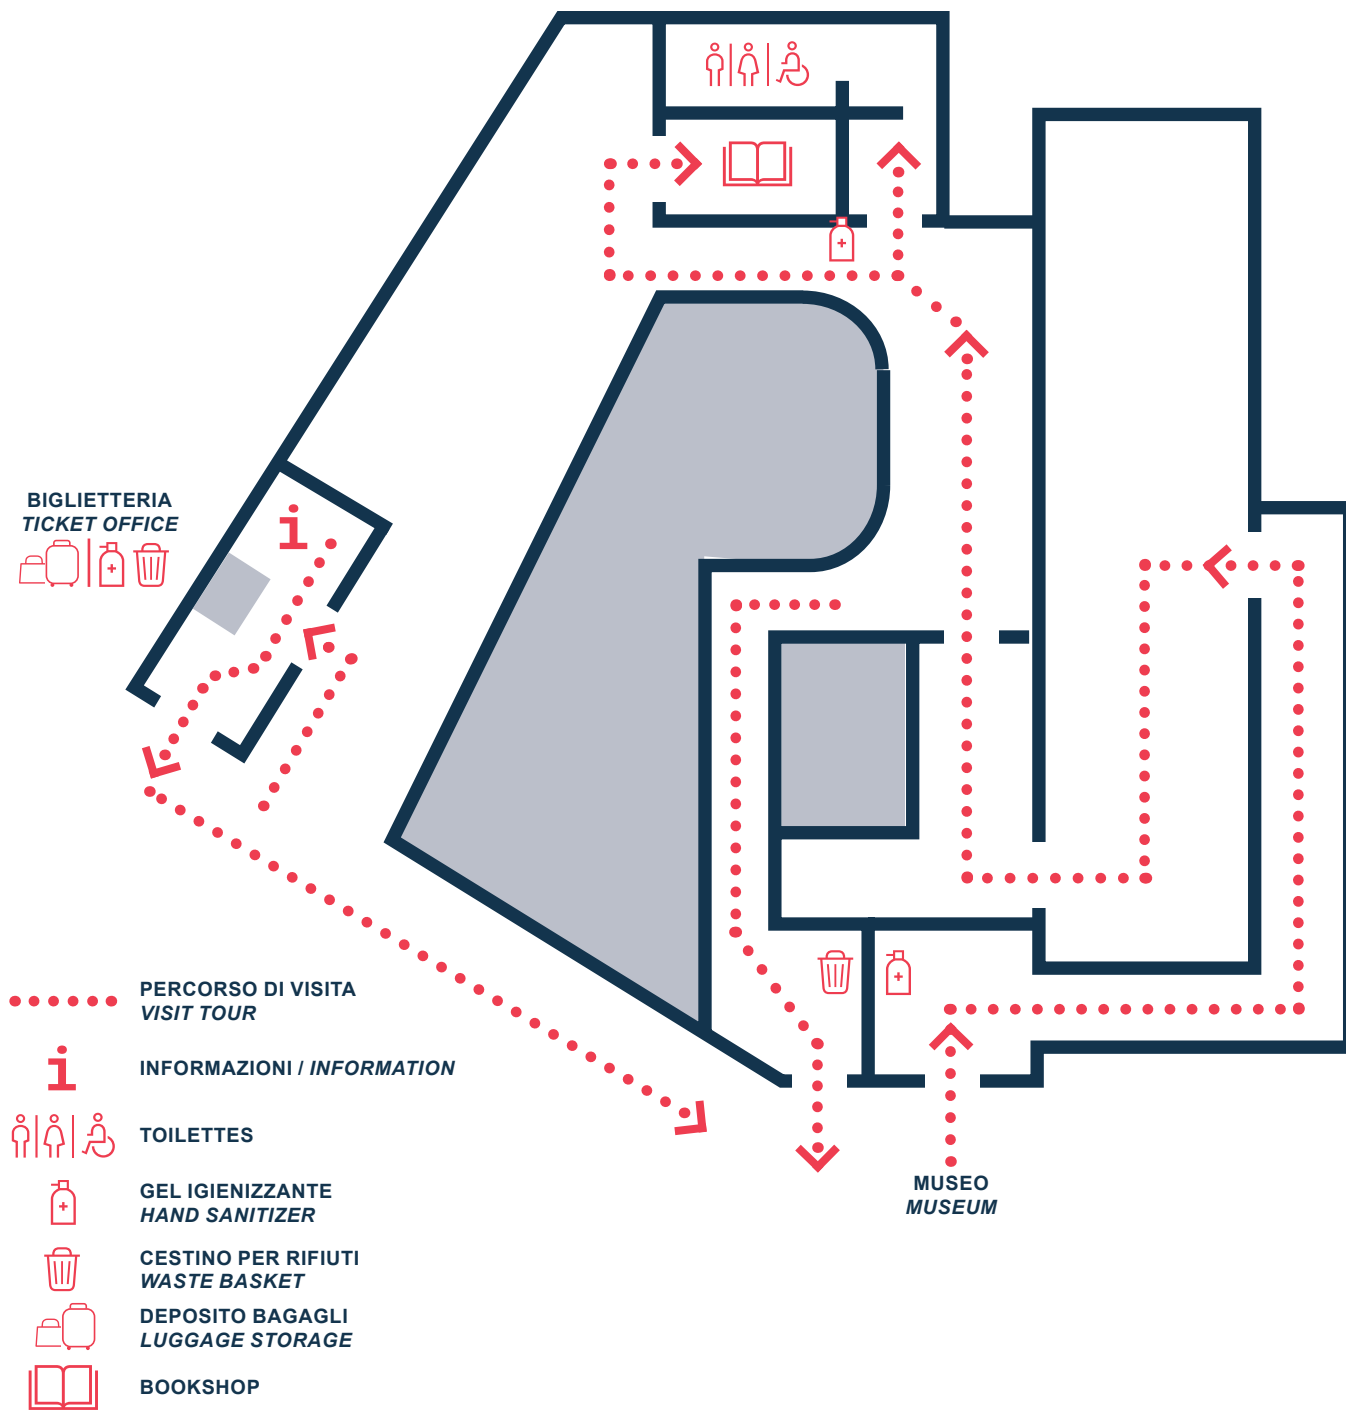 BIGLIETTERIA
TICKET OFFICE
PERCORSO DI VISITA
VISIT TOUR
INFORMAZIONI / INFORMATION
TOILETTES
GEL IGIENIZZANTE
HAND SANITIZER
CESTINO PER RIFIUTI
WASTE BASKET
DEPOSITO BAGAGLI
LUGGAGE STORAGE
BOOKSHOP
MUSEO
MUSEUM